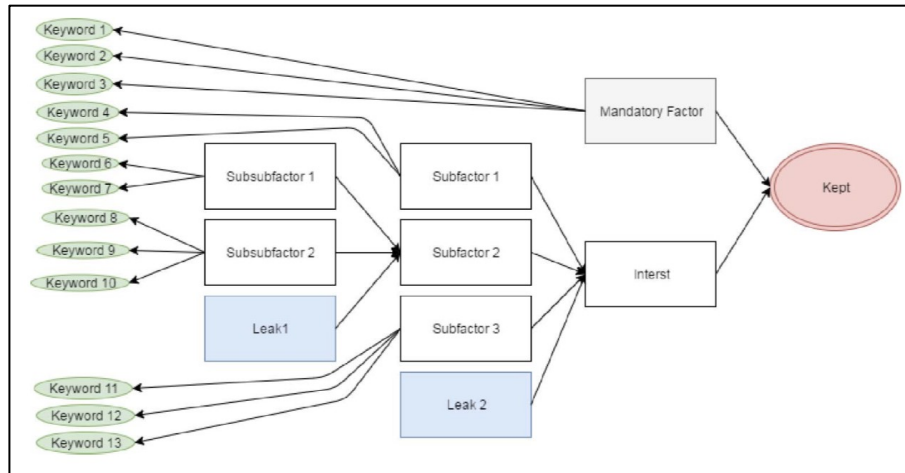 Keyword 1
Keyword 2
Keyword 3
Keyword 4
Keyword 5
Keyword 6
Keyword 7
Keyword 8
Keyword 9
Keyword 10
Keyword 11
Keyword 12
Keyword 13
Subsubfactor 1
Subsubfactor 2
Leak1
Subfactor 1
Subfactor 2
Subfactor 3
Leak 2
Mandatory Factor
Interst
Kept